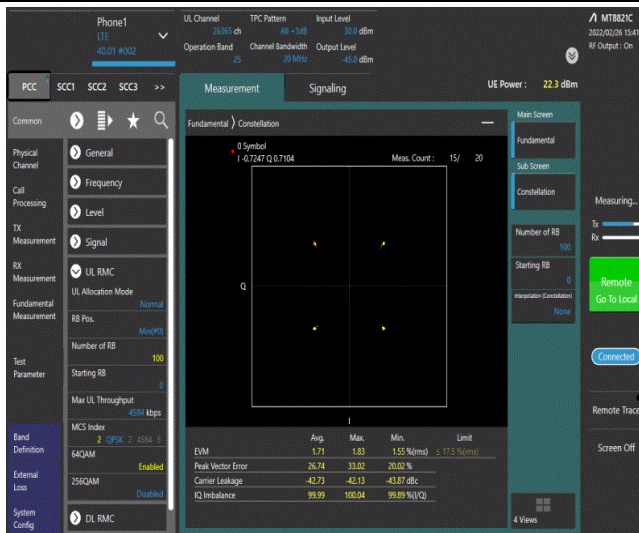 Phone1
LTE
40.01 #002
UL Channel
26365 ch
TPC Pattern
All +3dB
Input Level
30.0 dBm
Operation Band
25
Channel Bandwidth
20 MHz
Output Level
-45.0 dBm
MT8821C
2022/02/26 15:41
RF Output : On
PCC SCC1 SCC2 SCC3 >>
Measurement
Signaling
UE Power : 22.3 dBm
Common
Physical
Channel
Call
Processing
TX
Measurement
RX
Measurement
Fundamental
Measurement
Test
Parameter
Band
Definition
External
Loss
System
Config
General
Frequency
Level
Signal
UL RMC
UL Allocation Mode
Normal
RB Pos.
Min(#0)
Number of RB
100
Starting RB
0
Max UL Throughput
4584 kbps
MCS Index
2 QPSK 2 4584 8
64QAM
Enabled
256QAM
Disabled
DL RMC
Fundamental Constellation
0 Symbol
I -0.7247 Q 0.7104
Meas. Count : 15/ 20
Q
I
Avg. Max. Min. Limit
EVM 1.71 1.83 1.55 %(rms) ≤ 17.5 %(rms)
Peak Vector Error 26.74 33.02 20.02 %
Carrier Leakage -42.73 -42.13 -43.87 dBc
IQ Imbalance 99.99 100.04 99.89 %(I/Q)
Main Screen
Fundamental
Sub Screen
Constellation
Number of RB
100
Starting RB
0
Interpolation (Constellation)
None
4 Views
Measuring...
Tx
Rx
Remote
Go To Local
Connected
Remote Trace
Screen Off